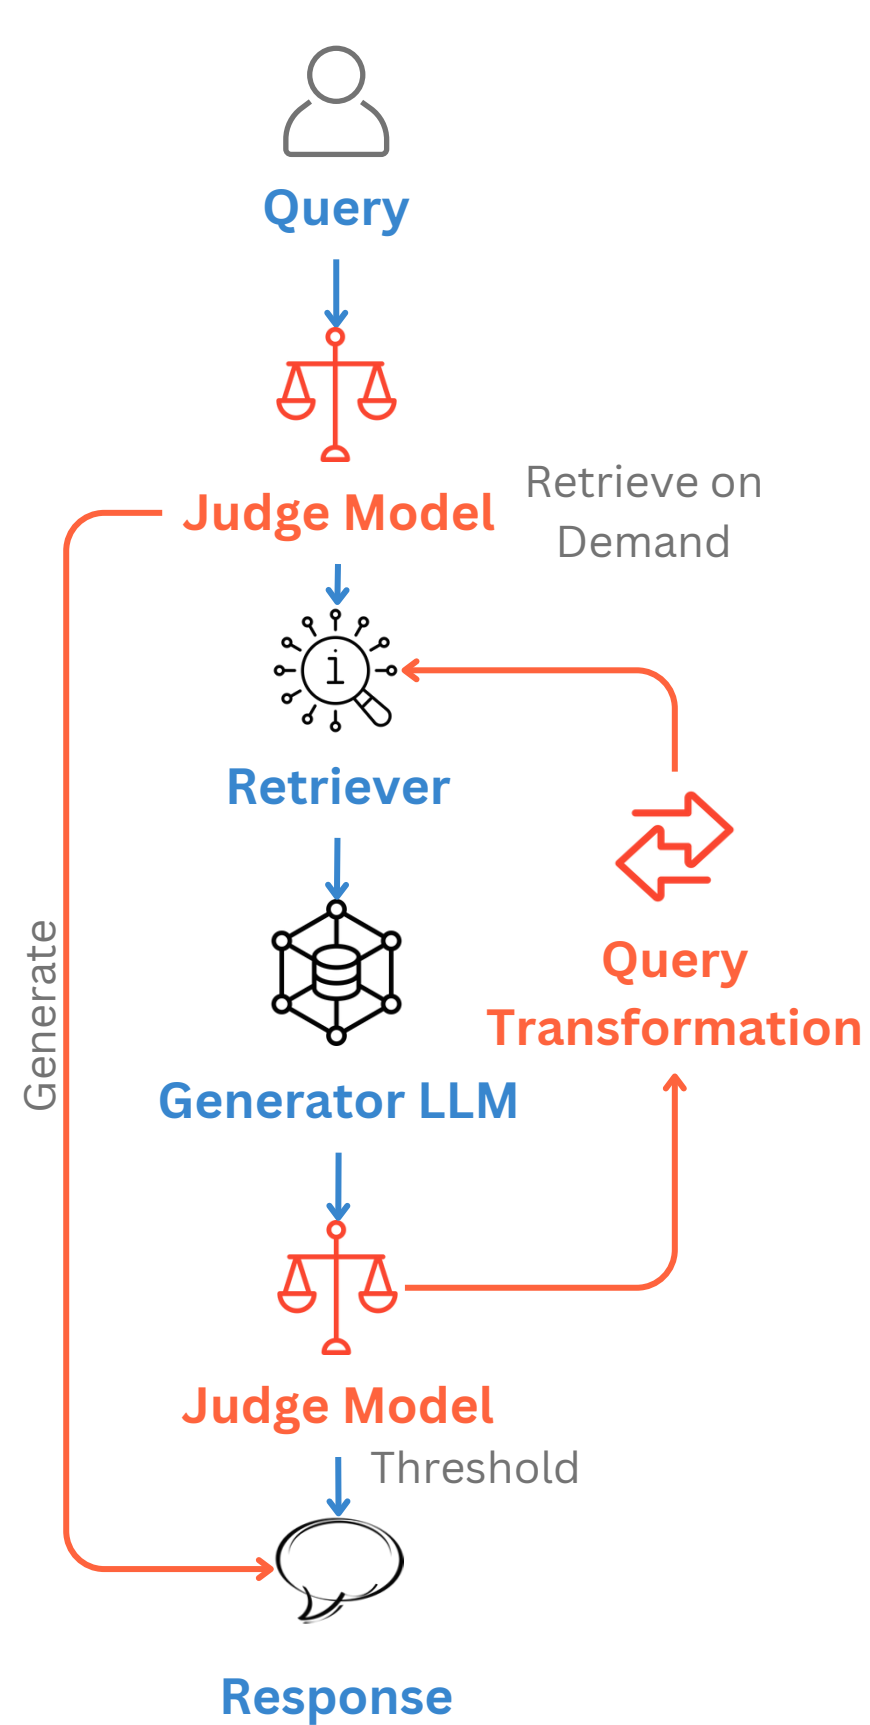 Query
Judge Model
Retrieve on
Demand
i
Retriever
Query
Transformation
Generate
Generator LLM
Judge Model
Threshold
Response